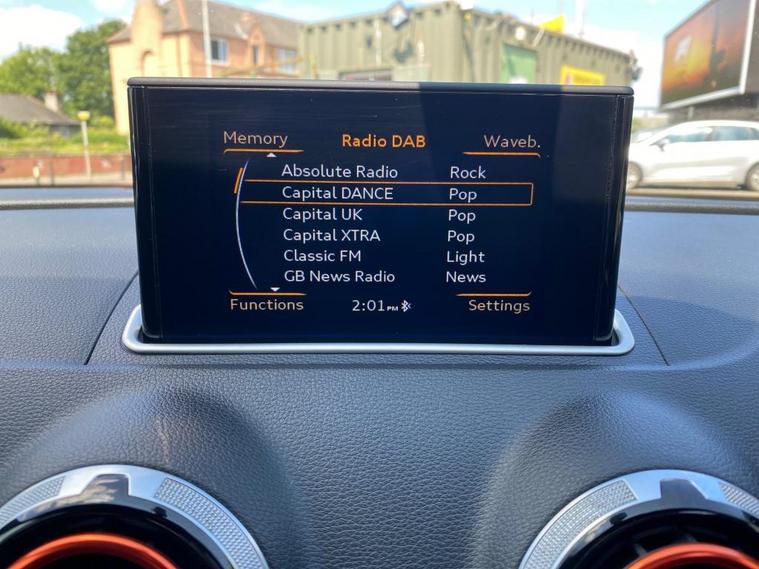 Memory Radio DAB Waveb.
Absolute Radio Rock
Capital DANCE Pop
Capital UK Pop
Capital XTRA Pop
Classic FM Light
GB News Radio News
Functions 2:01PM Settings